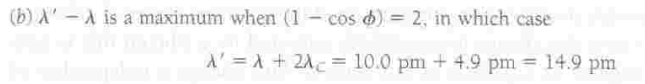 (b) λ' − λ is a maximum when (1 − cos ϕ) = 2, in which case
λ' = λ + 2λC = 10.0 pm + 4.9 pm = 14.9 pm